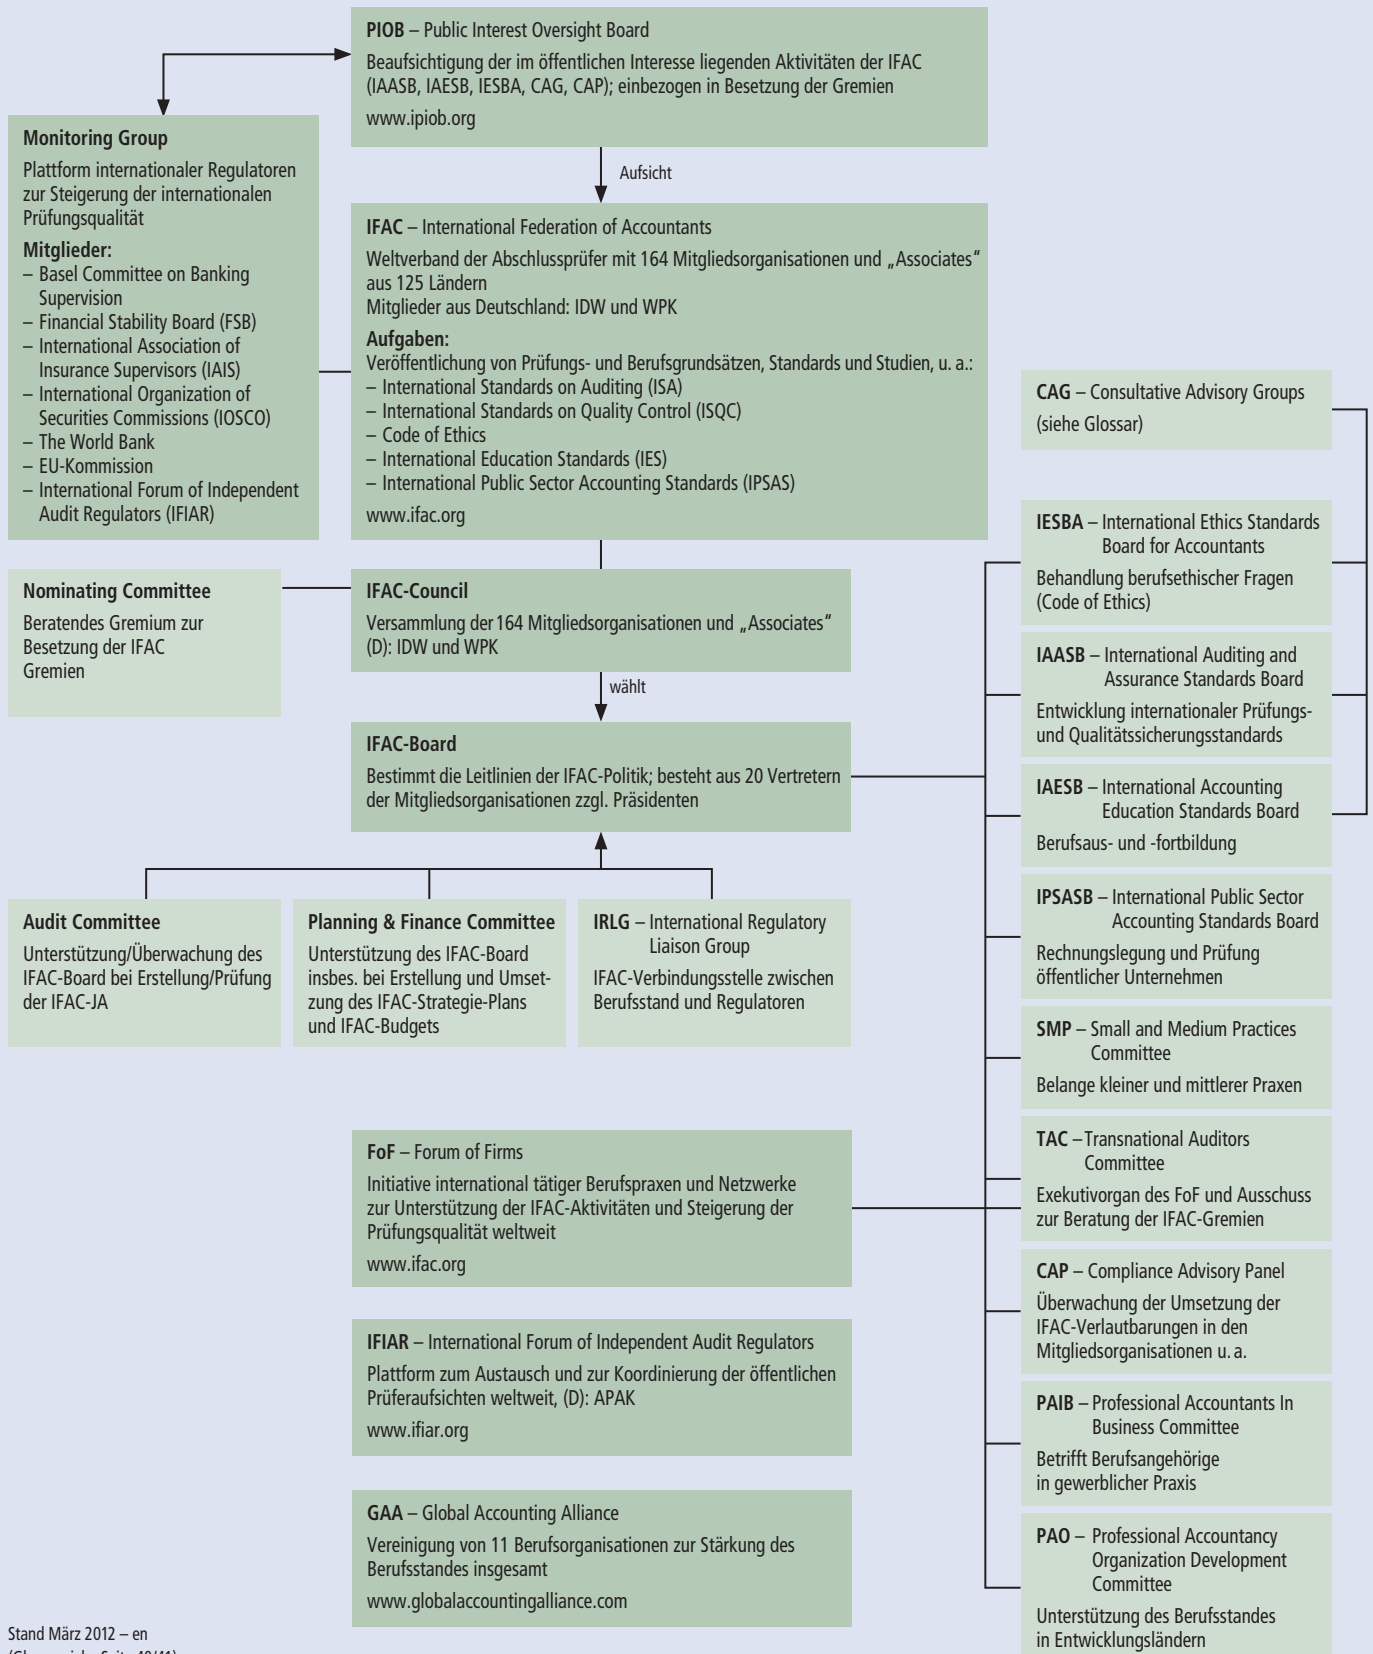 PIOB – Public Interest Oversight Board
Beaufsichtigung der im öffentlichen Interesse liegenden Aktivitäten der IFAC
(IAASB, IAESB, IESBA, CAG, CAP); einbezogen in Besetzung der Gremien
www.ipiob.org
Aufsicht
Monitoring Group
Plattform internationaler Regulatoren
zur Steigerung der internationalen
Prüfungsqualität
Mitglieder:
– Basel Committee on Banking
Supervision
– Financial Stability Board (FSB)
– International Association of
Insurance Supervisors (IAIS)
– International Organization of
Securities Commissions (IOSCO)
– The World Bank
– EU-Kommission
– International Forum of Independent
Audit Regulators (IFIAR)
IFAC – International Federation of Accountants
Weltverband der Abschlussprüfer mit 164 Mitgliedsorganisationen und „Associates“
aus 125 Ländern
Mitglieder aus Deutschland: IDW und WPK
Aufgaben:
Veröffentlichung von Prüfungs- und Berufsgrundsätzen, Standards und Studien, u. a.:
– International Standards on Auditing (ISA)
– International Standards on Quality Control (ISQC)
– Code of Ethics
– International Education Standards (IES)
– International Public Sector Accounting Standards (IPSAS)
www.ifac.org
Nominating Committee
Beratendes Gremium zur
Besetzung der IFAC
Gremien
IFAC-Council
Versammlung der 164 Mitgliedsorganisationen und „Associates“
(D): IDW und WPK
wählt
IFAC-Board
Bestimmt die Leitlinien der IFAC-Politik; besteht aus 20 Vertretern
der Mitgliedsorganisationen zzgl. Präsidenten
Audit Committee
Unterstützung/Überwachung des
IFAC-Board bei Erstellung/Prüfung
der IFAC-JA
Planning & Finance Committee
Unterstützung des IFAC-Board
insbes. bei Erstellung und Umset-
zung des IFAC-Strategie-Plans
und IFAC-Budgets
IRLG – International Regulatory
Liaison Group
IFAC-Verbindungsstelle zwischen
Berufsstand und Regulatoren
FoF – Forum of Firms
Initiative international tätiger Berufspraxen und Netzwerke
zur Unterstützung der IFAC-Aktivitäten und Steigerung der
Prüfungsqualität weltweit
www.ifac.org
IFIAR – International Forum of Independent Audit Regulators
Plattform zum Austausch und zur Koordinierung der öffentlichen
Prüferaufsichten weltweit, (D): APAK
www.ifiar.org
GAA – Global Accounting Alliance
Vereinigung von 11 Berufsorganisationen zur Stärkung des
Berufsstandes insgesamt
www.globalaccountingalliance.com
CAG – Consultative Advisory Groups
(siehe Glossar)
IESBA – International Ethics Standards
Board for Accountants
Behandlung berufsethischer Fragen
(Code of Ethics)
IAASB – International Auditing and
Assurance Standards Board
Entwicklung internationaler Prüfungs-
und Qualitätssicherungsstandards
IAESB – International Accounting
Education Standards Board
Berufsaus- und -fortbildung
IPSASB – International Public Sector
Accounting Standards Board
Rechnungslegung und Prüfung
öffentlicher Unternehmen
SMP – Small and Medium Practices
Committee
Belange kleiner und mittlerer Praxen
TAC – Transnational Auditors
Committee
Exekutivorgan des FoF und Ausschuss
zur Beratung der IFAC-Gremien
CAP – Compliance Advisory Panel
Überwachung der Umsetzung der
IFAC-Verlautbarungen in den
Mitgliedsorganisationen u. a.
PAIB – Professional Accountants In
Business Committee
Betrifft Berufsangehörige
in gewerblicher Praxis
PAO – Professional Accountancy
Organization Development
Committee
Unterstützung des Berufsstandes
in Entwicklungsländern
Stand März 2012 – en